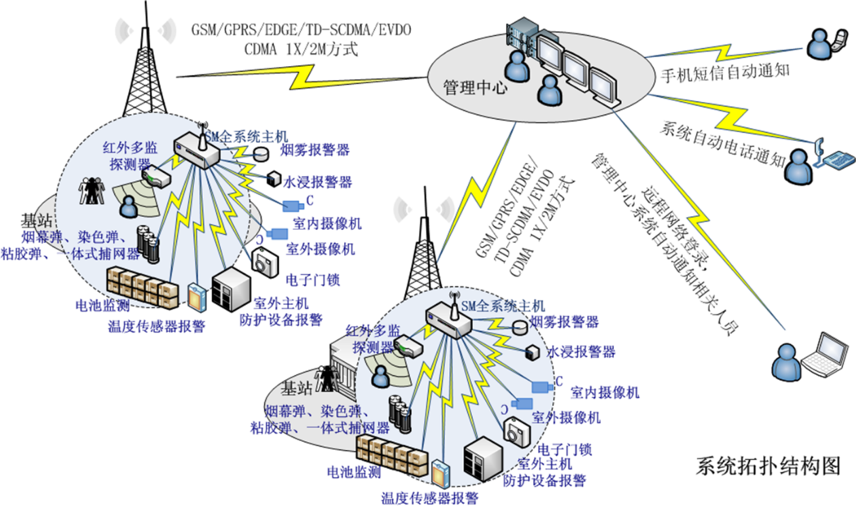 GSM/GPRS/EDGE/TD-SCDMA/EVDO
CDMA 1X/2M方式
管理中心
手机短信自动通知
系统自动电话通知
远程网络登录，
管理中心系统自动通知相关人员
GSM/GPRS/EDGE/
TD-SCDMA/EVDO
CDMA 1X/2M方式
SM全系统主机
红外多监
探测器
烟雾报警器
水浸报警器
C
室内摄像机
基站
C
烟幕弹、染色弹、
粘胶弹、一体式捕网器
室外摄像机
电子门锁
电池监测
室外主机
防护设备报警
温度传感器报警
SM全系统主机
红外多监
探测器
烟雾报警器
水浸报警器
C
室内摄像机
基站
C
烟幕弹、染色弹、
粘胶弹、一体式捕网器
室外摄像机
电子门锁
电池监测
室外主机
防护设备报警
温度传感器报警
系统拓扑结构图